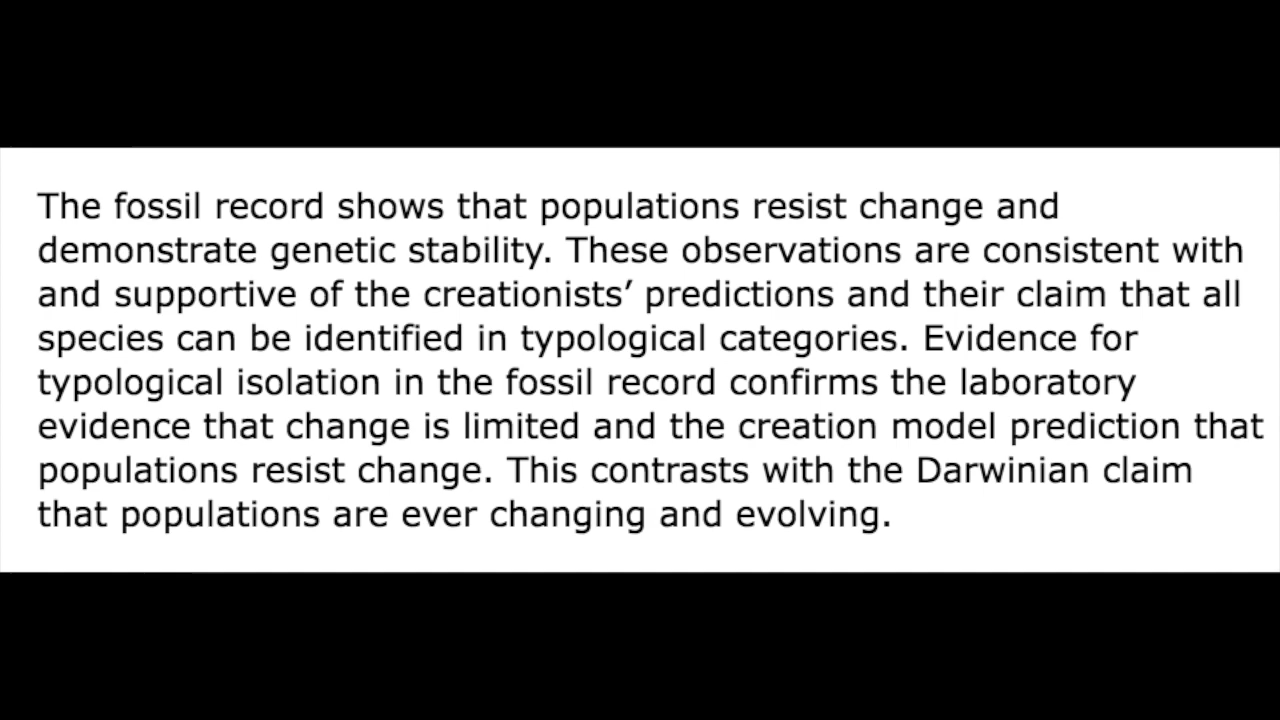 The fossil record shows that populations resist change and
demonstrate genetic stability. These observations are consistent with
and supportive of the creationists’ predictions and their claim that all
species can be identified in typological categories. Evidence for
typological isolation in the fossil record confirms the laboratory
evidence that change is limited and the creation model prediction that
populations resist change. This contrasts with the Darwinian claim
that populations are ever changing and evolving.